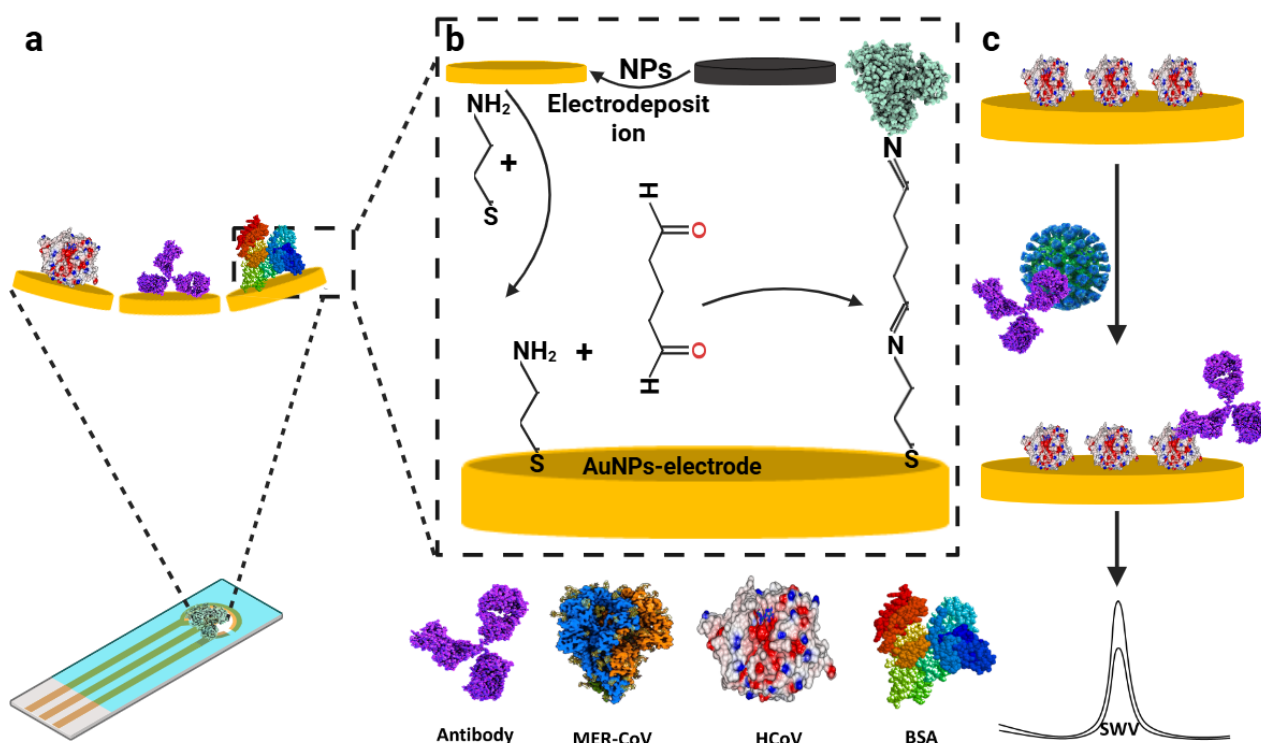 a
b
c
NPs
Electrodeposit
ion
NH₂
+
S
N
H
O
O
H
NH₂
+
N
S
AuNPs-electrode
S
Antibody
MER-CoV
HCoV
BSA
SWV